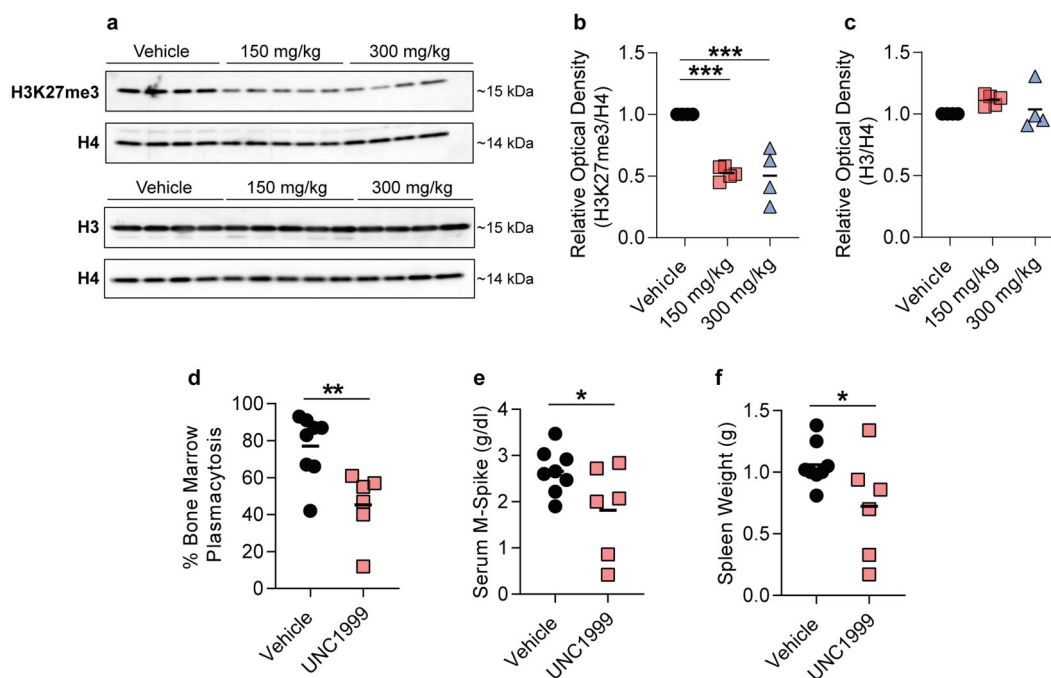 a
Vehicle 150 mg/kg 300 mg/kg
H3K27me3 ~15 kDa
H4 ~14 kDa
Vehicle 150 mg/kg 300 mg/kg
H3 ~15 kDa
H4 ~14 kDa
b
Relative Optical Density
(H3K27me3/H4)
1.5
1.0
0.5
0.0
***
***
Vehicle
150 mg/kg
300 mg/kg
c
Relative Optical Density
(H3/H4)
1.5
1.0
0.5
0.0
Vehicle
150 mg/kg
300 mg/kg
d
% Bone Marrow
Plasmacytosis
100
80
60
40
20
0
**
Vehicle
UNC1999
e
Serum M-Spike (g/dl)
4
3
2
1
0
*
Vehicle
UNC1999
f
Spleen Weight (g)
1.5
1.0
0.5
0.0
*
Vehicle
UNC1999